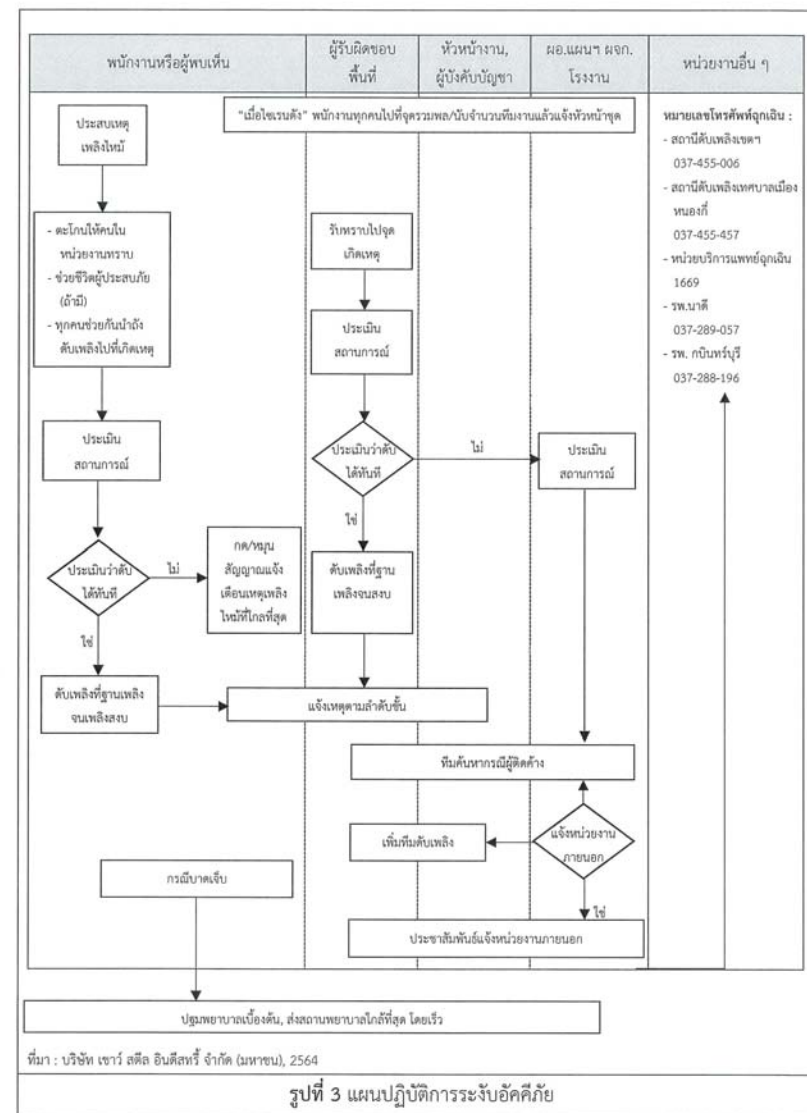 พนักงานหรือผู้พบเห็น
ผู้รับผิดชอบ
พื้นที่
หัวหน้างาน,
ผู้บังคับบัญชา
ผอ.แผนฯ ผจก.
โรงงาน
หน่วยงานอื่น ๆ
"เมื่อไซเรนดัง" พนักงานทุกคนไปที่จุดรวมพล/นับจำนวนทีมงานแล้วแจ้งหัวหน้าชุด
ประสบเหตุ
เพลิงไหม้
- ตะโกนให้คนใน
หน่วยงานทราบ
- ช่วยชีวิตผู้ประสบภัย
(ถ้ามี)
- ทุกคนช่วยกันนำถัง
ดับเพลิงไปที่เกิดเหตุ
ประเมิน
สถานการณ์
ประเมินว่าดับ
ได้ทันที
ไม่
กด/หมุน
สัญญาณแจ้ง
เตือนเหตุเพลิง
ไหม้ที่ใกลที่สุด
ใช่
ดับเพลิงที่ฐานเพลิง
จนเพลิงสงบ
รับทราบไปจุด
เกิดเหตุ
ประเมิน
สถานการณ์
ประเมินว่าดับ
ได้ทันที
ไม่
ใช่
ดับเพลิงที่ฐาน
เพลิงจนสงบ
แจ้งเหตุตามลำดับชั้น
ประเมิน
สถานการณ์
ทีมค้นหากรณีผู้ติดค้าง
แจ้งหน่วยงาน
ภายนอก
เพิ่มทีมดับเพลิง
ใช่
ประชาสัมพันธ์แจ้งหน่วยงานภายนอก
หมายเลขโทรศัพท์ฉุกเฉิน :
- สถานีดับเพลิงเขตฯ
037-455-006
- สถานีดับเพลิงเทศบาลเมือง
หนองกี่
037-455-457
- หน่วยบริการแพทย์ฉุกเฉิน
1669
- รพ.นาดี
037-289-057
- รพ. กบินทร์บุรี
037-288-196
กรณีบาดเจ็บ
ปฐมพยาบาลเบื้องต้น, ส่งสถานพยาบาลใกล้ที่สุด โดยเร็ว
ที่มา : บริษัท เชาว์ สตีล อินดีสทรี้ จำกัด (มหาชน), 2564
รูปที่ 3 แผนปฏิบัติการระงับอัคคีภัย